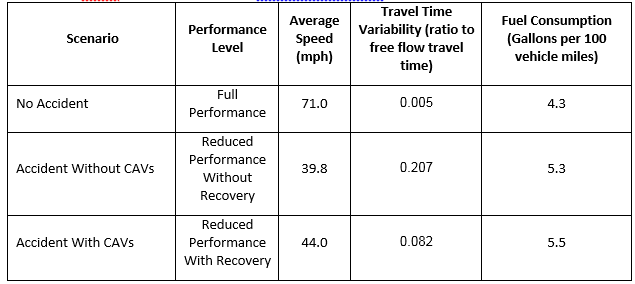 Scenario
Performance
Level
Average
Speed
(mph)
Travel Time
Variability (ratio to
free flow travel
time)
Fuel Consumption
(Gallons per 100
vehicle miles)
No Accident
Full
Performance
71.0
0.005
4.3
Accident Without CAVs
Reduced
Performance
Without
Recovery
39.8
0.207
5.3
Accident With CAVs
Reduced
Performance
With Recovery
44.0
0.082
5.5